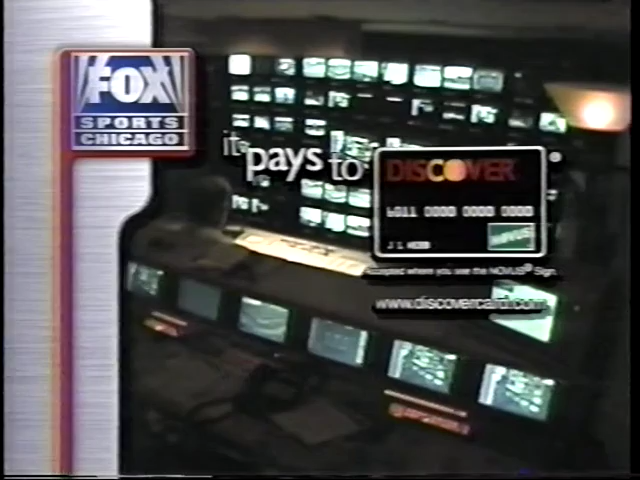 FOX
SPORTS
CHICAGO
it pays to DISCOVER®
6011 0000 0000 0000
NOVUS
Accepted where you see the NOVUS® Sign.
www.discovercard.com